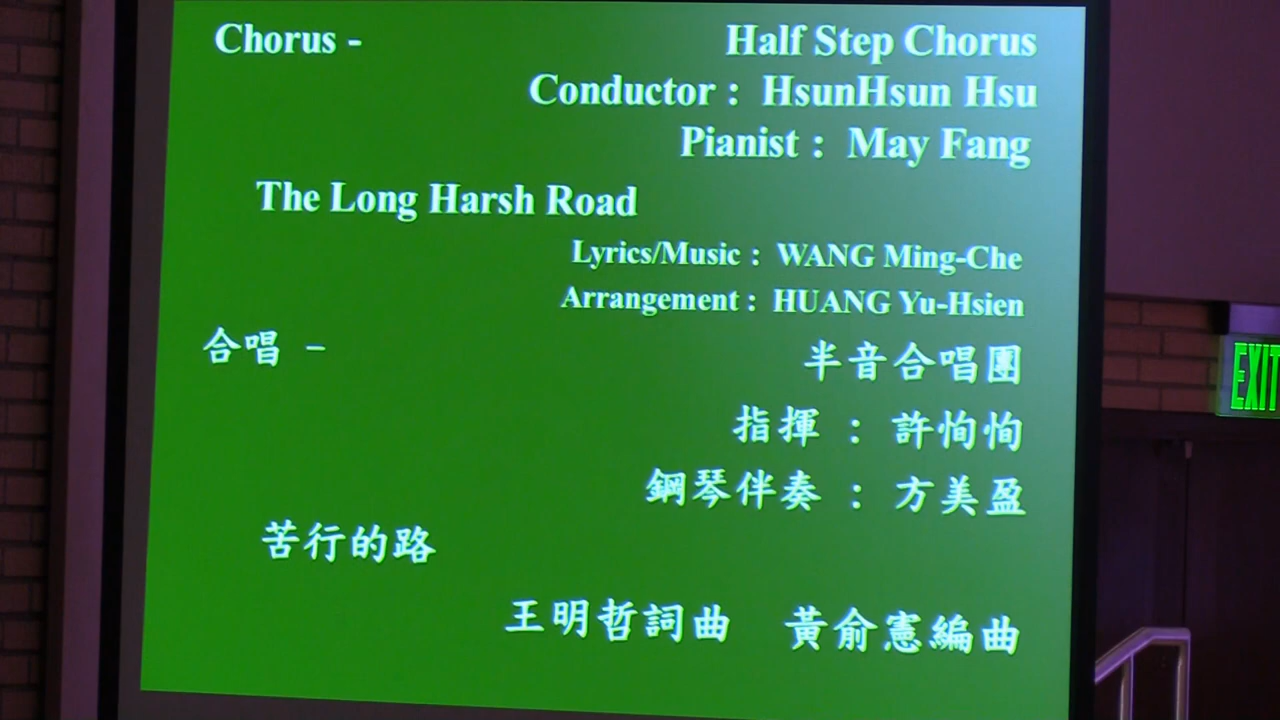 Chorus - Half Step Chorus
Conductor : HsunHsun Hsu
Pianist : May Fang
The Long Harsh Road
Lyrics/Music : WANG Ming-Che
Arrangement : HUANG Yu-Hsien
合唱 - 半音合唱團
指揮 : 許恂恂
鋼琴伴奏 : 方美盈
苦行的路
王明哲詞曲 黃俞憲編曲
EXIT